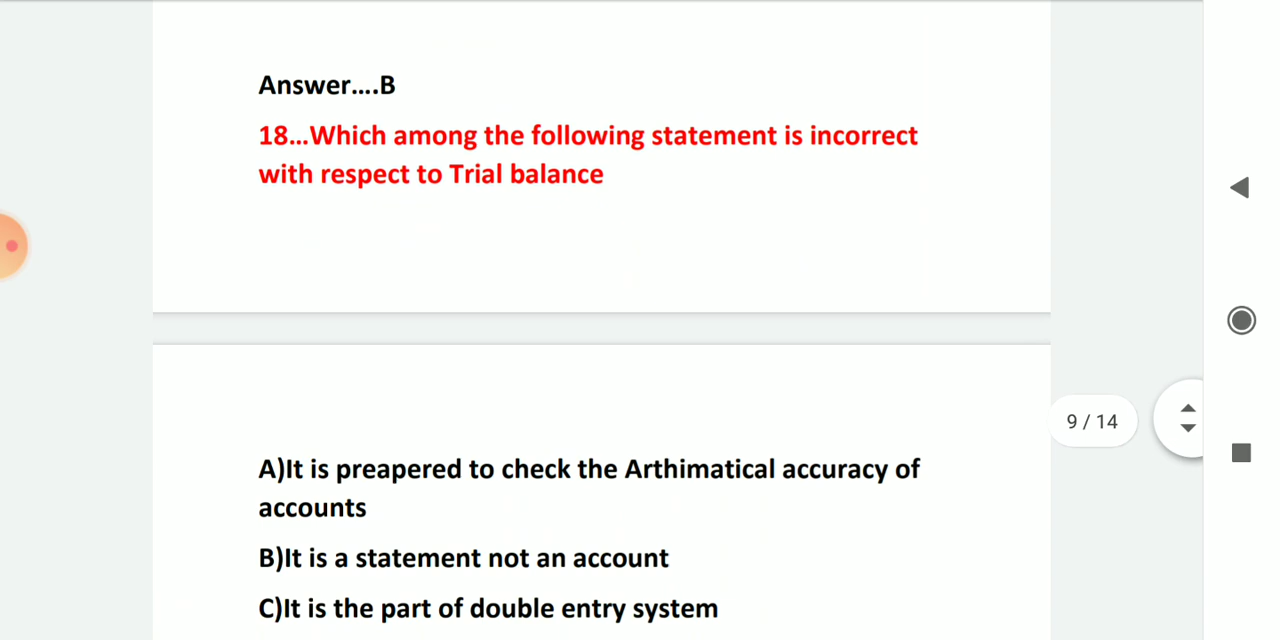 Answer....B
18...Which among the following statement is incorrect
with respect to Trial balance
9 / 14
A)It is preapered to check the Arthimatical accuracy of
accounts
B)It is a statement not an account
C)It is the part of double entry system